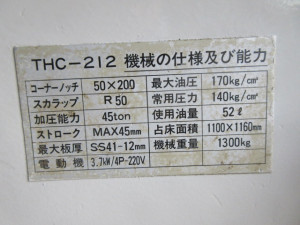 THC-212 機械の仕様及び能力
コーナーノッチ 50×200 最大油圧 170kg/cm²
スカラップ R50 常用圧力 140kg/cm²
加圧能力 45ton 使用油量 52ℓ
ストローク MAX45mm 占床面積 1100×1160mm
最大板厚 SS41-12mm 機械重量 1300kg
電動機 3.7kW/4P-220V